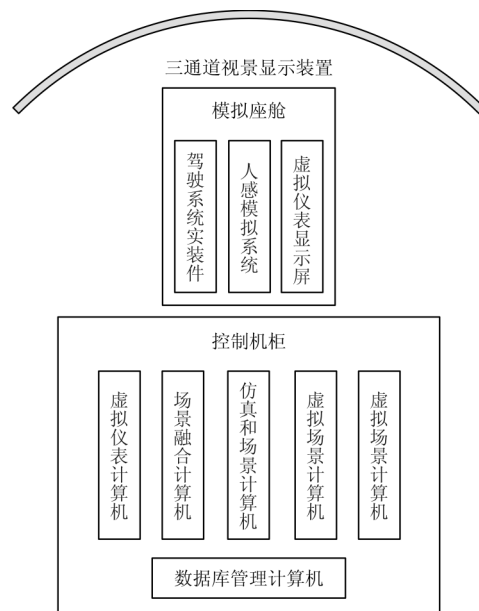 三通道视景显示装置
模拟座舱
驾驶系统实装件
人感模拟系统
虚拟仪表显示屏
控制机柜
虚拟仪表计算机
场景融合计算机
仿真和场景计算机
虚拟场景计算机
虚拟场景计算机
数据库管理计算机